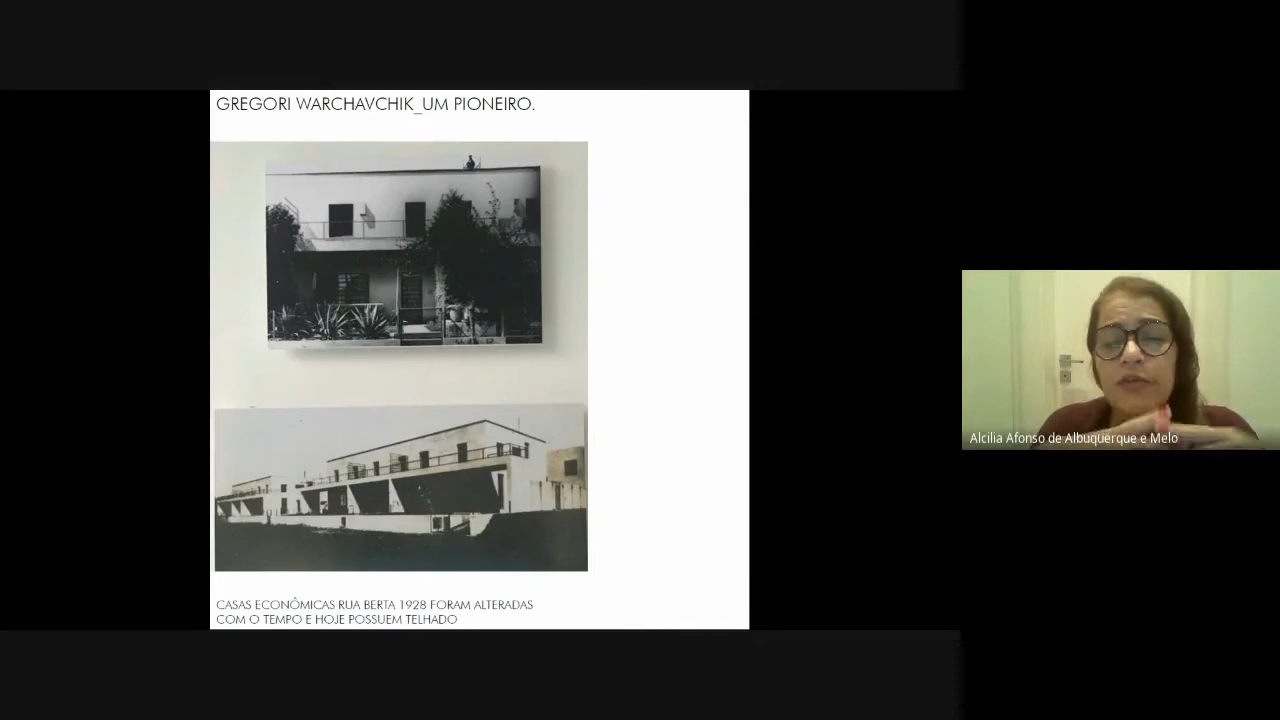 GREGORI WARCHAVCHIK_UM PIONEIRO.
CASAS ECONÔMICAS RUA BERTA 1928 FORAM ALTERADAS
COM O TEMPO E HOJE POSSUEM TELHADO
Alcilia Afonso de Albuquerque e Melo